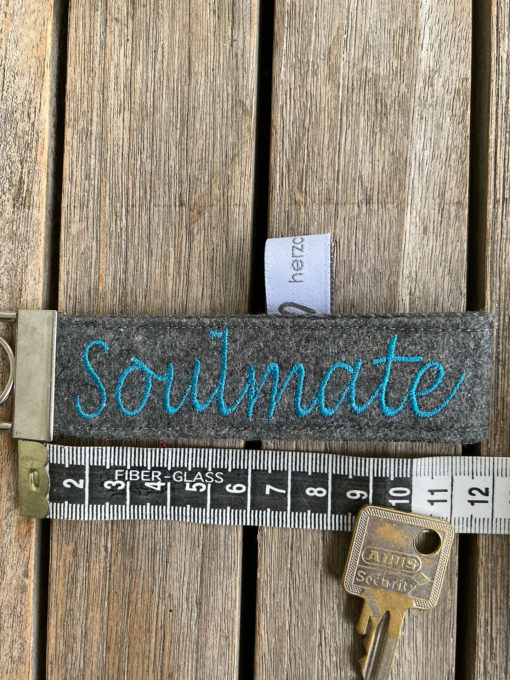 herzo
Soulmate
FIBER-GLASS
2 3 4 5 6 7 8 9 10 11 12
ABUS
Security